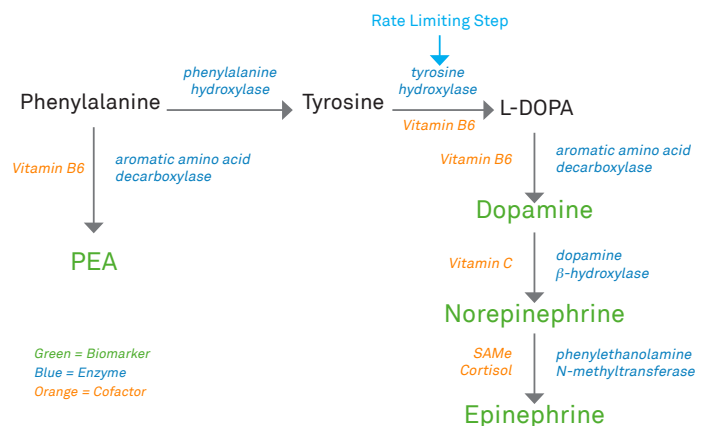 Rate Limiting Step
phenylalanine
hydroxylase
tyrosine
hydroxylase
Phenylalanine
Tyrosine
L-DOPA
Vitamin B6
Vitamin B6
aromatic amino acid
decarboxylase
Vitamin B6
aromatic amino acid
decarboxylase
Dopamine
PEA
Vitamin C
dopamine
β-hydroxylase
Norepinephrine
Green = Biomarker
Blue = Enzyme
Orange = Cofactor
SAMe
Cortisol
phenylethanolamine
N-methyltransferase
Epinephrine